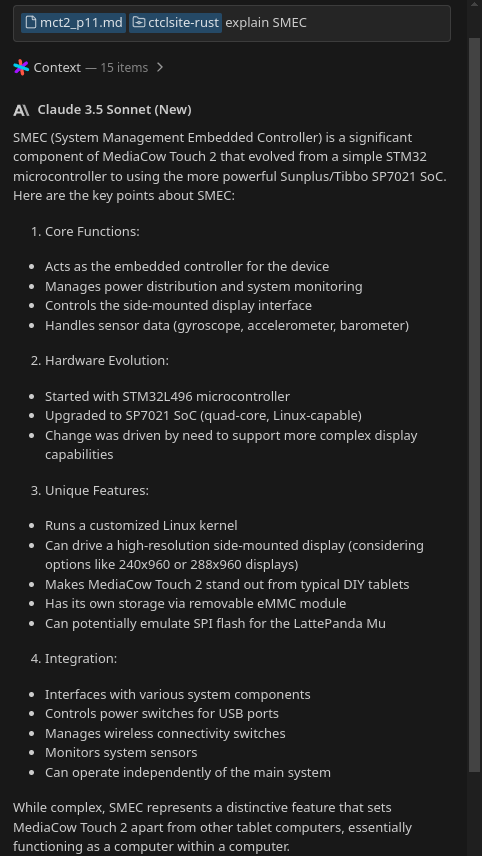 mct2_p11.md ctclsite-rust explain SMEC
Context — 15 items
Claude 3.5 Sonnet (New)
SMEC (System Management Embedded Controller) is a significant
component of MediaCow Touch 2 that evolved from a simple STM32
microcontroller to using the more powerful Sunplus/Tibbo SP7021 SoC.
Here are the key points about SMEC:
1. Core Functions:
• Acts as the embedded controller for the device
• Manages power distribution and system monitoring
• Controls the side-mounted display interface
• Handles sensor data (gyroscope, accelerometer, barometer)
2. Hardware Evolution:
• Started with STM32L496 microcontroller
• Upgraded to SP7021 SoC (quad-core, Linux-capable)
• Change was driven by need to support more complex display
capabilities
3. Unique Features:
• Runs a customized Linux kernel
• Can drive a high-resolution side-mounted display (considering
options like 240x960 or 288x960 displays)
• Makes MediaCow Touch 2 stand out from typical DIY tablets
• Has its own storage via removable eMMC module
• Can potentially emulate SPI flash for the LattePanda Mu
4. Integration:
• Interfaces with various system components
• Controls power switches for USB ports
• Manages wireless connectivity switches
• Monitors system sensors
• Can operate independently of the main system
While complex, SMEC represents a distinctive feature that sets
MediaCow Touch 2 apart from other tablet computers, essentially
functioning as a computer within a computer.